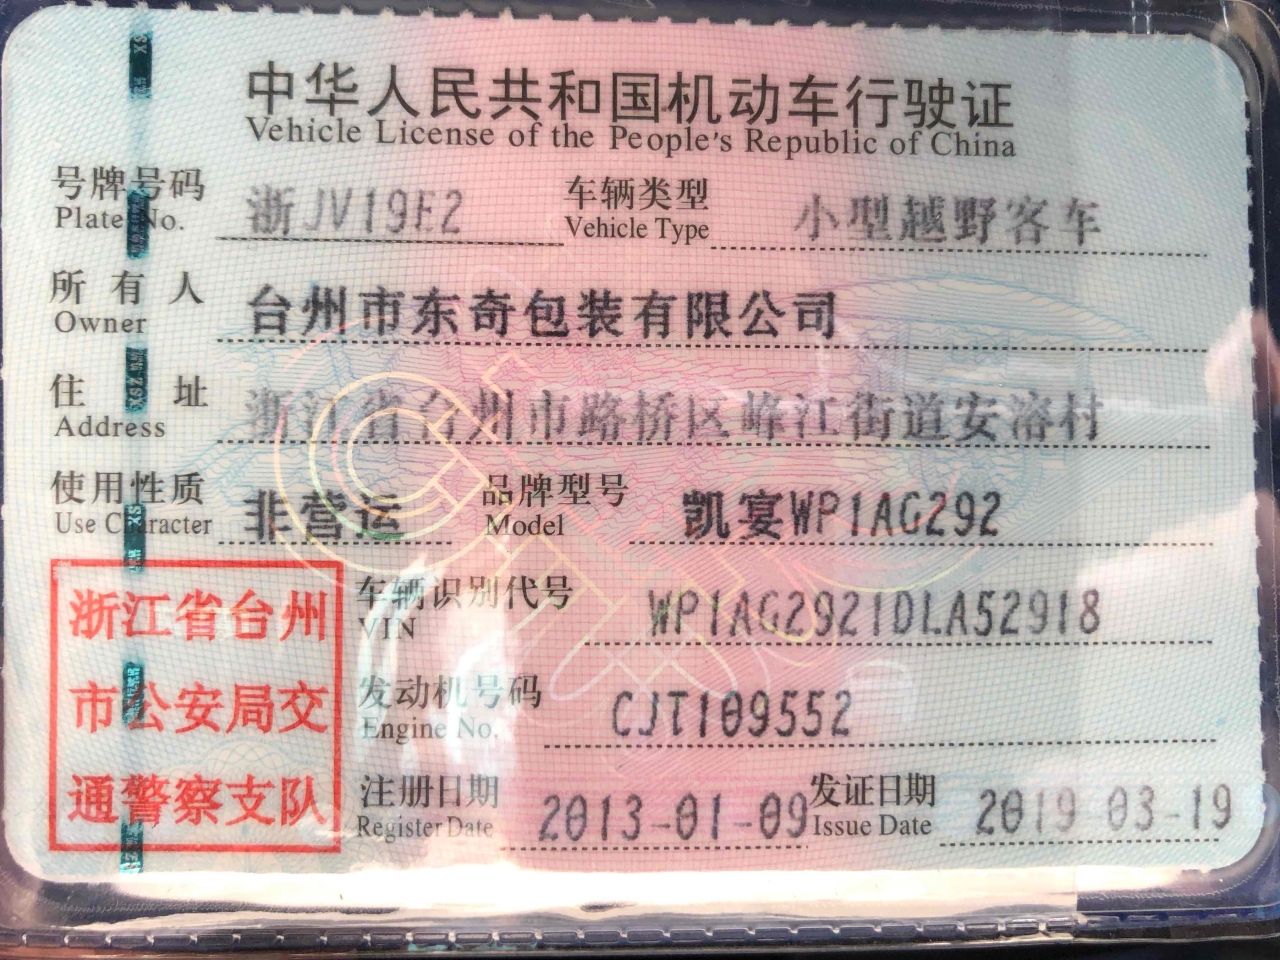 中华人民共和国机动车行驶证
Vehicle License of the People's Republic of China
号牌号码 浙JV19E2 车辆类型 小型越野客车
Plate No. Vehicle Type
所有人 台州市东奇包装有限公司
Owner
住址 浙江省台州市路桥区峰江街道安溶村
Address
使用性质 非营运 品牌型号 凯宴WP1AG292
Use Character Model
车辆识别代号 WP1AG2921DLA52918
VIN
发动机号码 CJT109552
Engine No.
注册日期 2013-01-09 发证日期 2019-03-19
Register Date Issue Date
浙江省台州
市公安局交
通警察支队